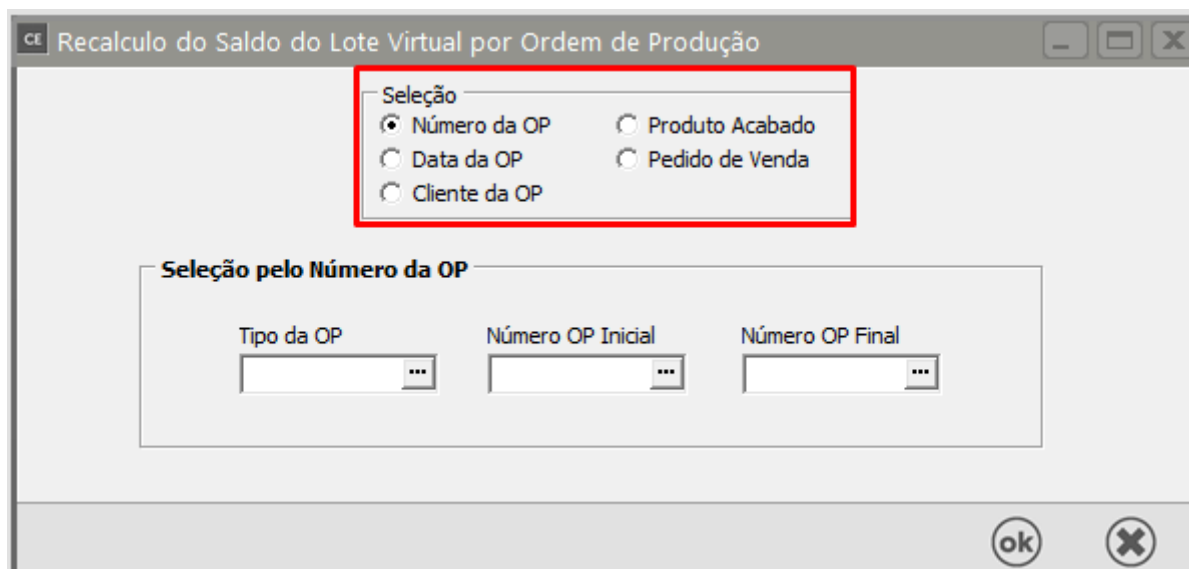 CE Recalculo do Saldo do Lote Virtual por Ordem de Produção
Seleção
Número da OP Produto Acabado
Data da OP Pedido de Venda
Cliente da OP
Seleção pelo Número da OP
Tipo da OP Número OP Inicial Número OP Final
... ... ...
ok